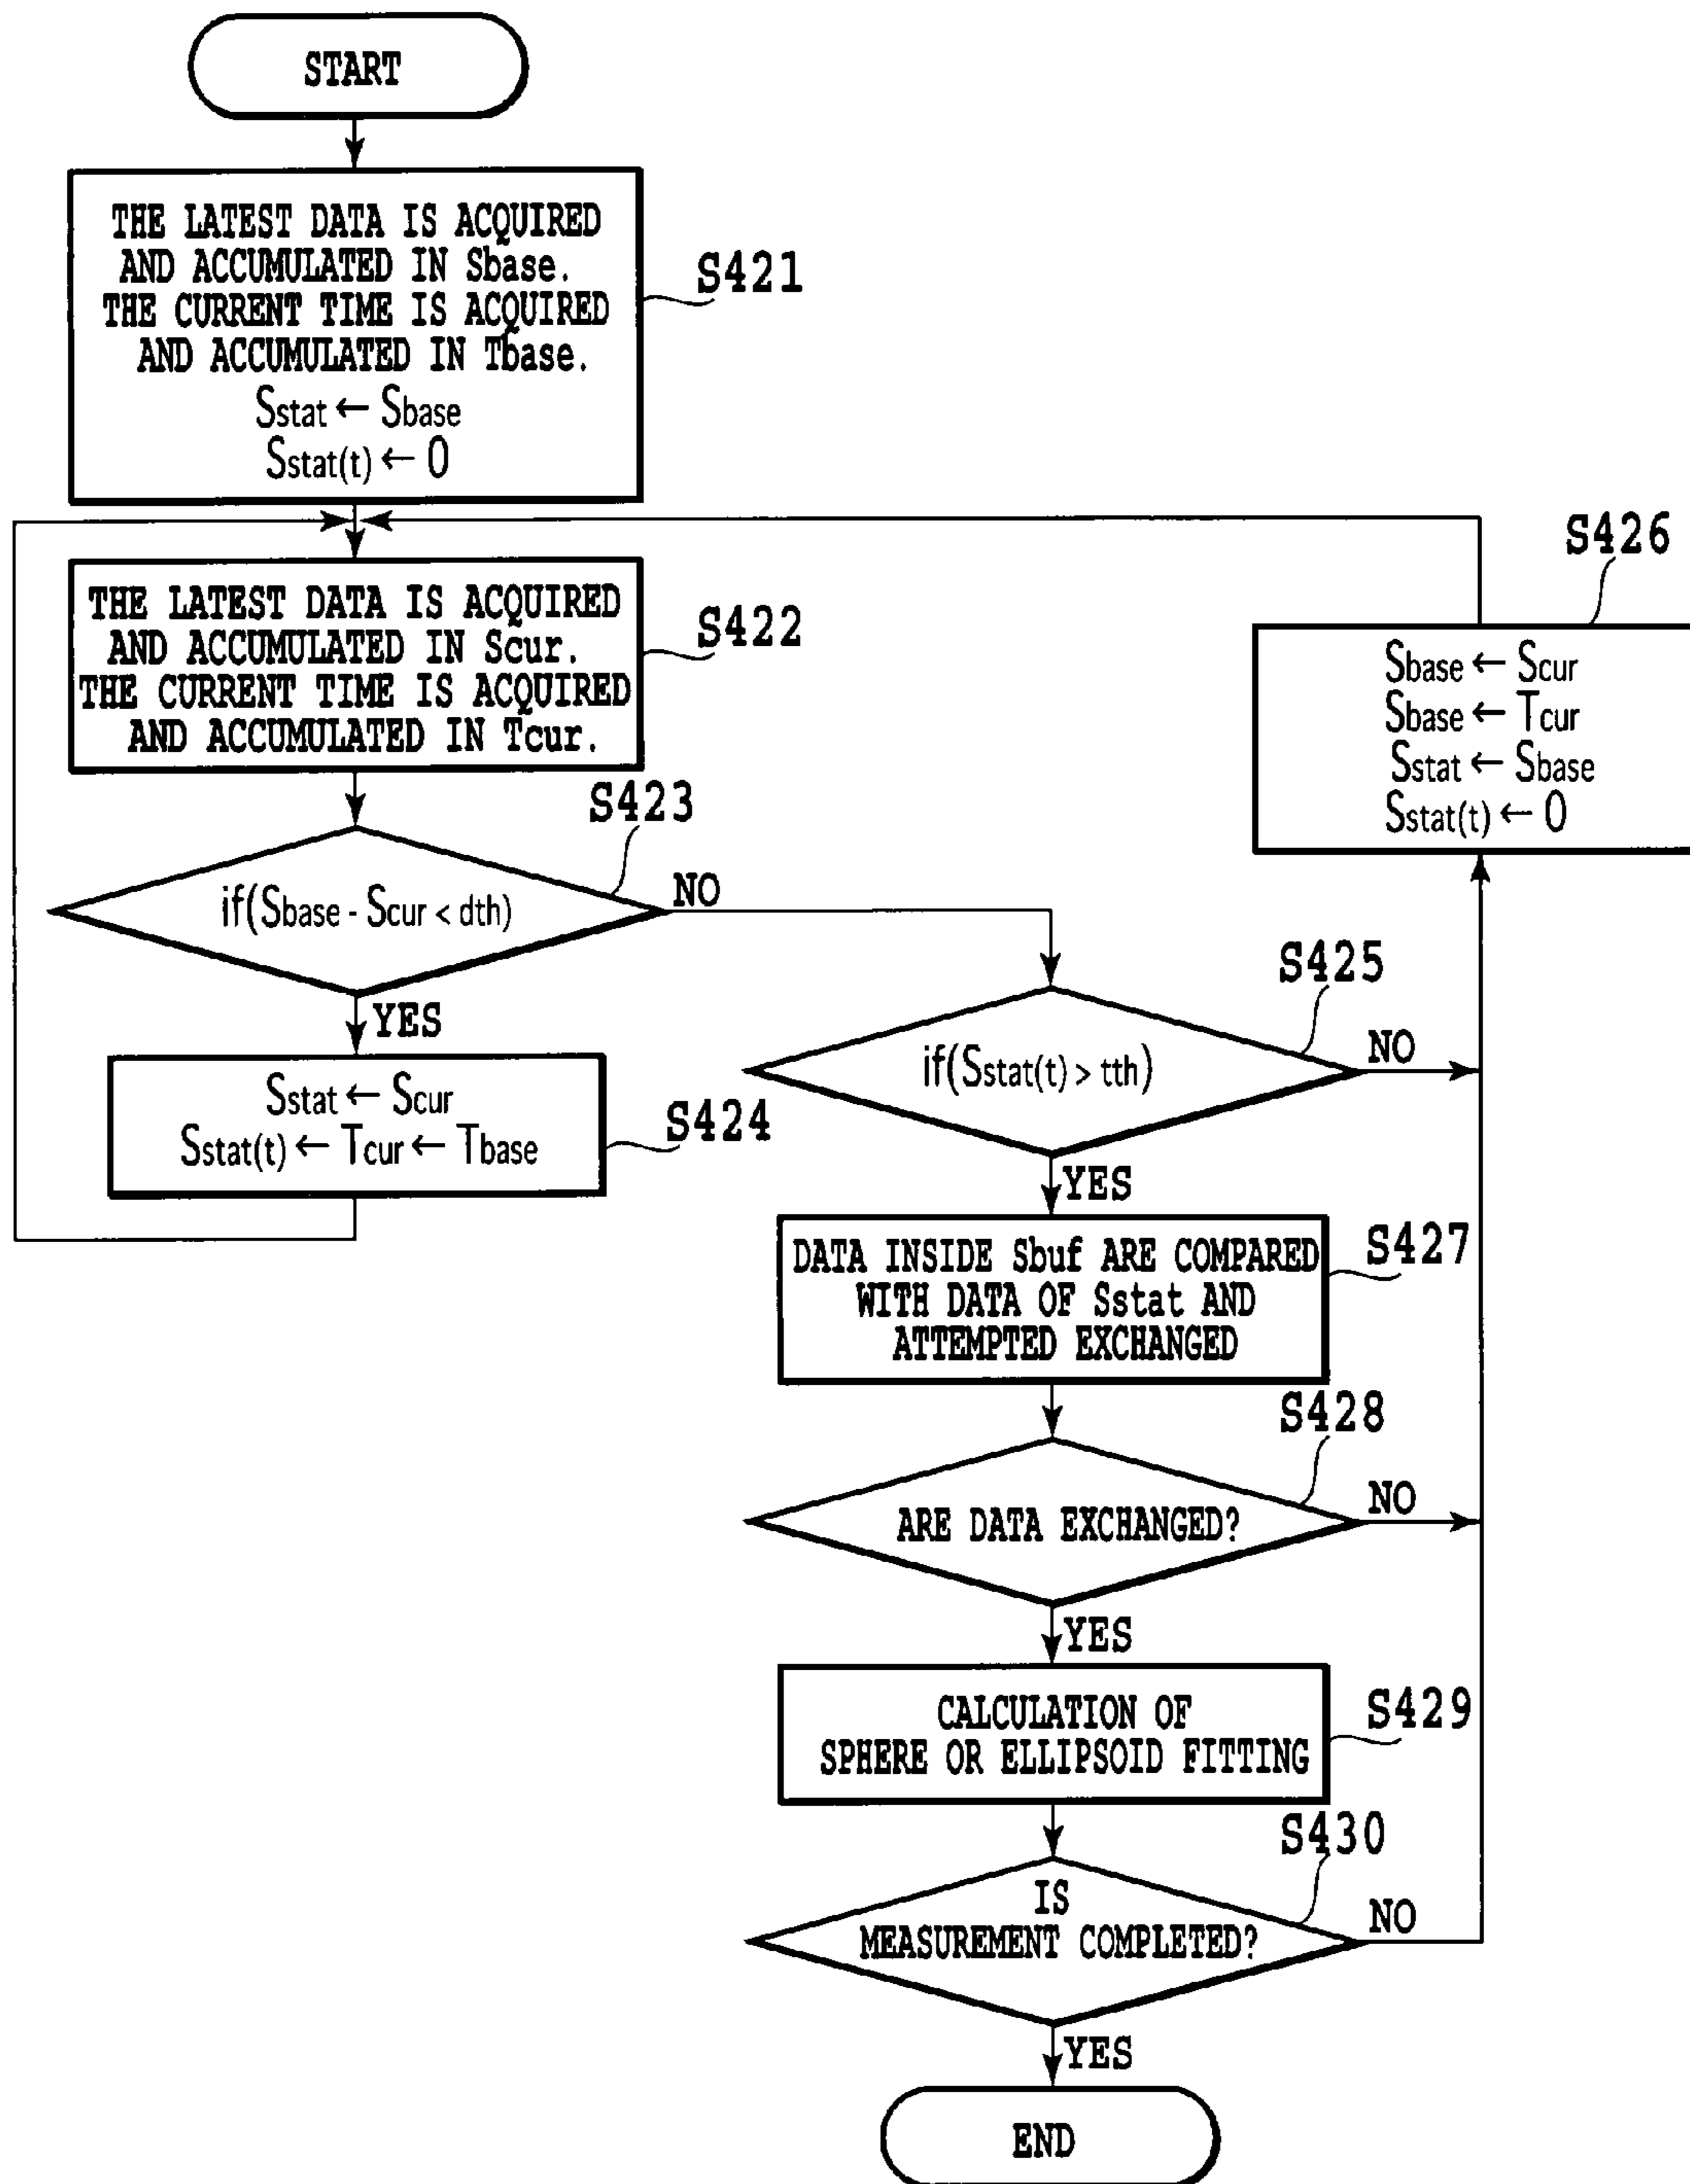 START
THE LATEST DATA IS ACQUIRED
AND ACCUMULATED IN Sbase.
THE CURRENT TIME IS ACQUIRED
AND ACCUMULATED IN Tbase.
Sstat ← Sbase
Sstat(t) ← 0
S421
THE LATEST DATA IS ACQUIRED
AND ACCUMULATED IN Scur.
THE CURRENT TIME IS ACQUIRED
AND ACCUMULATED IN Tcur.
S422
S423
if(Sbase - Scur < dth)
NO
YES
Sstat ← Scur
Sstat(t) ← Tcur ← Tbase
S424
S425
if(Sstat(t) > tth)
NO
YES
S426
Sbase ← Scur
Sbase ← Tcur
Sstat ← Sbase
Sstat(t) ← 0
DATA INSIDE Sbuf ARE COMPARED
WITH DATA OF Sstat AND
ATTEMPTED EXCHANGED
S427
S428
ARE DATA EXCHANGED?
NO
YES
CALCULATION OF
SPHERE OR ELLIPSOID FITTING
S429
S430
IS
MEASUREMENT COMPLETED?
NO
YES
END